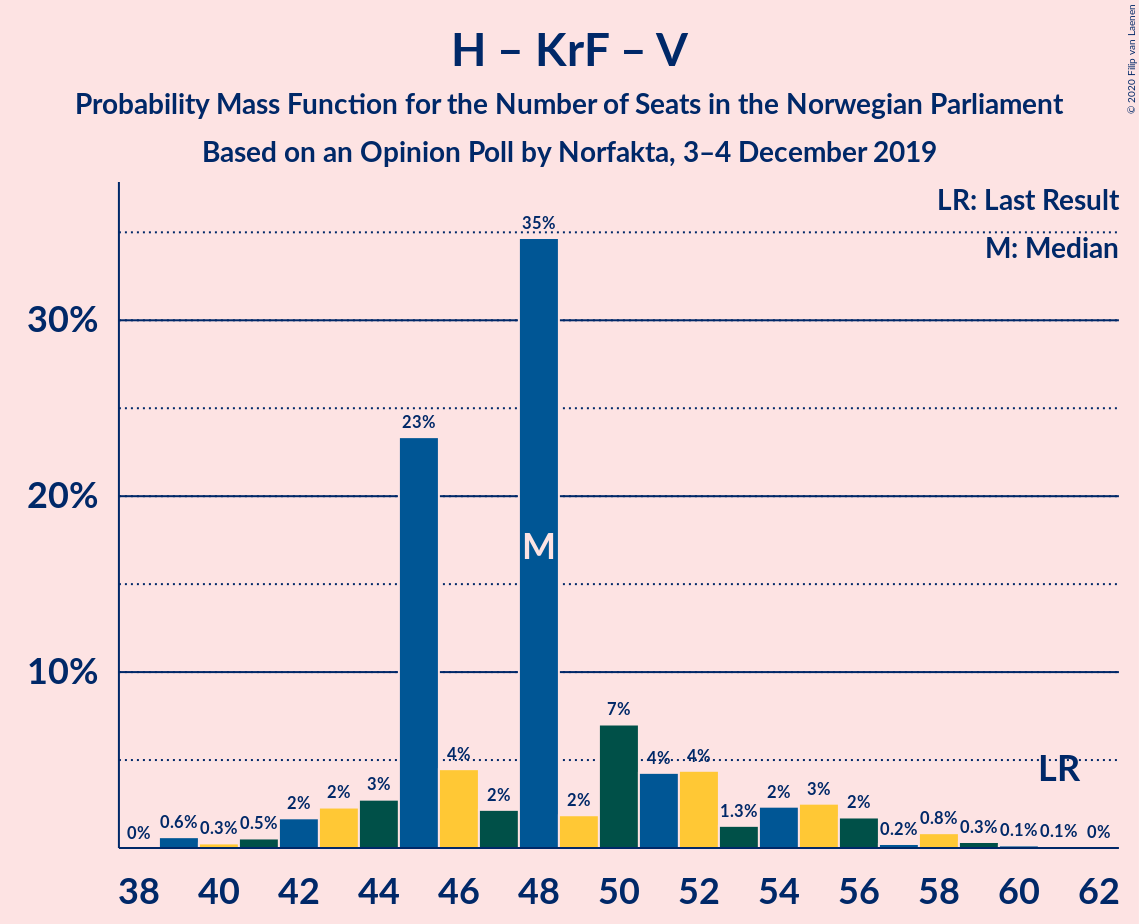 H – KrF – V
Probability Mass Function for the Number of Seats in the Norwegian Parliament
Based on an Opinion Poll by Norfakta, 3–4 December 2019
© 2020 Filip van Laenen
LR: Last Result
M: Median
30%
20%
10%
0% 0.6% 0.3% 0.5% 2% 2% 3% 23% 4% 2% 35% 2% 7% 4% 4% 1.3% 2% 3% 2% 0.2% 0.8% 0.3% 0.1% 0.1% 0%
M
LR
38 40 42 44 46 48 50 52 54 56 58 60 62